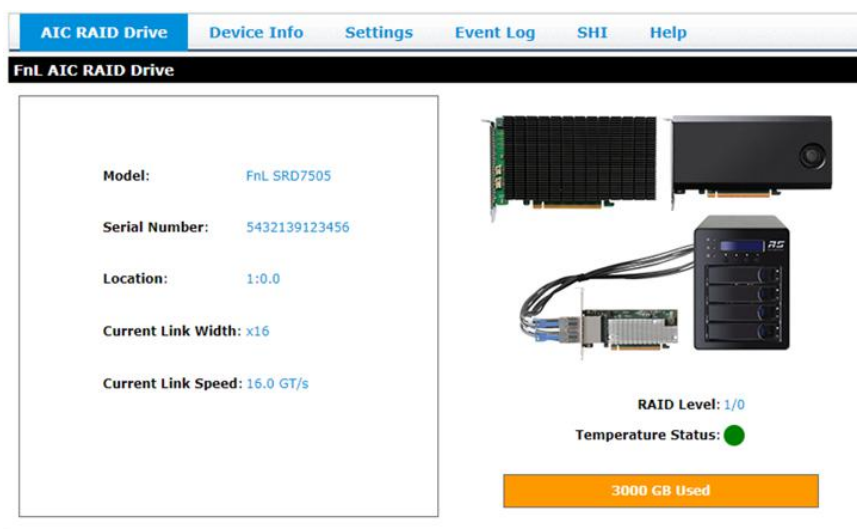 AIC RAID Drive Device Info Settings Event Log SHI Help
FnL AIC RAID Drive
Model: FnL SRD7505
Serial Number: 5432139123456
Location: 1:0.0
Current Link Width: x16
Current Link Speed: 16.0 GT/s
RS
RAID Level: 1/0
Temperature Status:
3000 GB Used